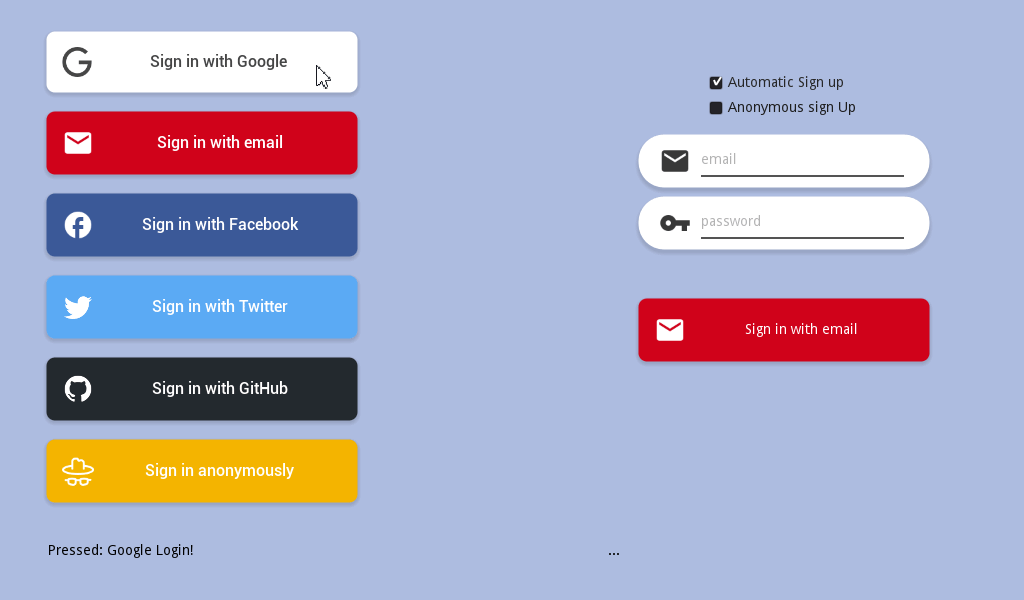 Sign in with Google
Sign in with email
Sign in with Facebook
Sign in with Twitter
Sign in with GitHub
Sign in anonymously
Pressed: Google Login!
Automatic Sign up
Anonymous sign Up
email
password
Sign in with email
...